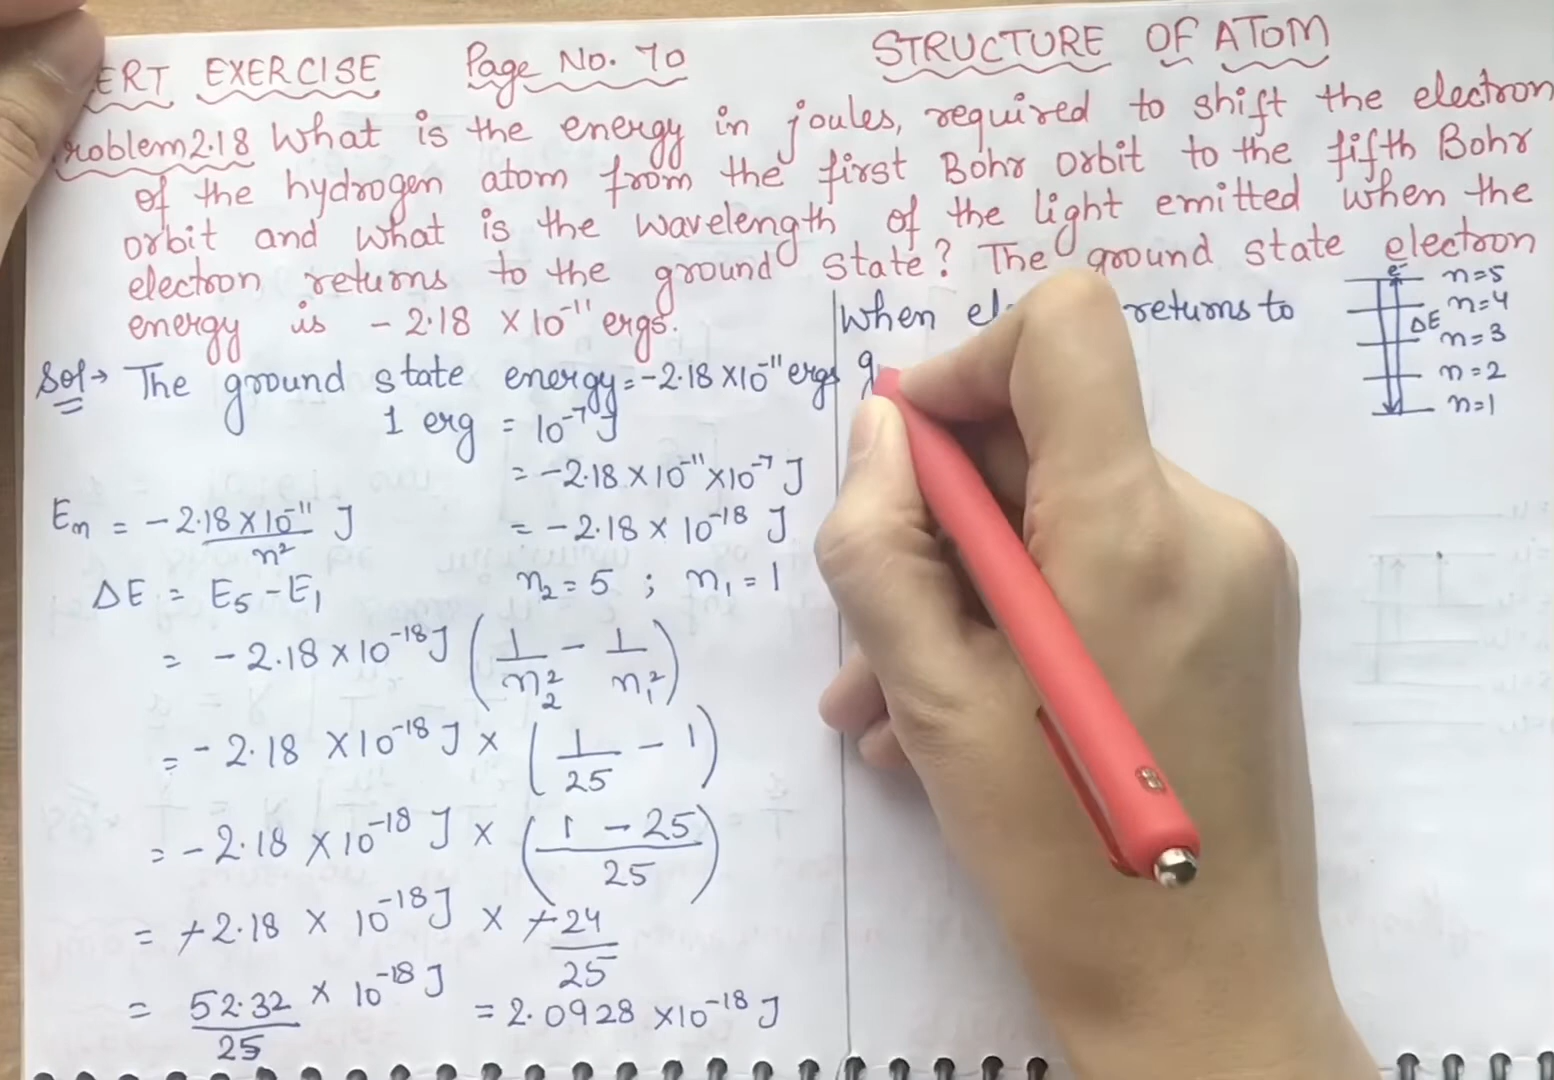 ERT EXERCISE Page No. 70 STRUCTURE OF ATOM
roblem 2.18 What is the energy in joules, required to shift the electron
of the hydrogen atom from the first Bohr orbit to the fifth Bohr
orbit and what is the wavelength of the light emitted when the
electron returns to the ground state? The ground state electron
energy is - 2.18 × 10⁻¹¹ ergs.
Sol→ The ground state energy = -2.18 × 10⁻¹¹ ergs
1 erg = 10⁻⁷ J
= -2.18 × 10⁻¹¹ × 10⁻⁷ J
Eₙ = -2.18 × 10⁻¹¹/n² J
= -2.18 × 10⁻¹⁸ J
ΔE = E₅ - E₁
n₂ = 5 ; n₁ = 1
= -2.18 × 10⁻¹⁸ J (1/n₂² - 1/n₁²)
= -2.18 × 10⁻¹⁸ J × (1/25 - 1)
= -2.18 × 10⁻¹⁸ J × (1 - 25/25)
= +2.18 × 10⁻¹⁸ J × +24/25
= 52.32/25 × 10⁻¹⁸ J = 2.0928 × 10⁻¹⁸ J
When returns to
e⁻ n=5
n=4
ΔE n=3
n=2
n=1